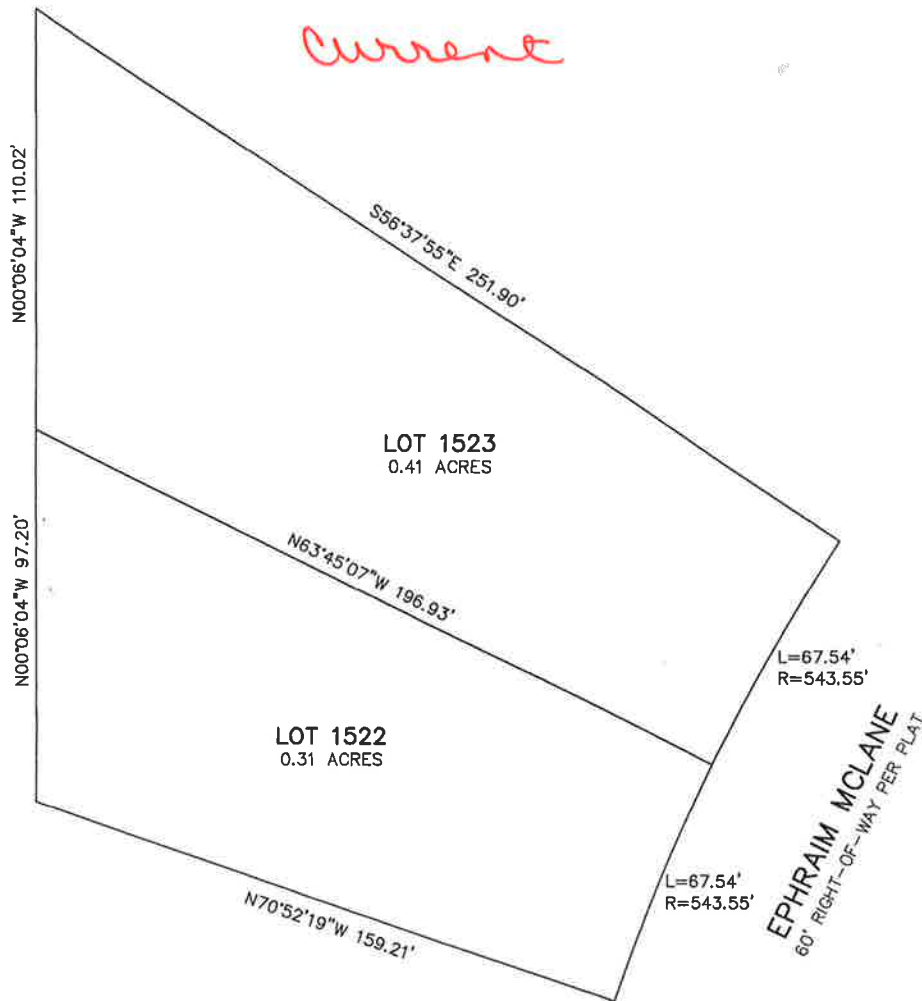 Current
N00°06'04"W 110.02'
S56°37'55"E 251.90'
LOT 1523
0.41 ACRES
N63°45'07"W 196.93'
N00°06'04"W 97.20'
L=67.54'
R=543.55'
LOT 1522
0.31 ACRES
EPHRAIM MCLANE
60' RIGHT-OF-WAY PER PLAT
L=67.54'
R=543.55'
N70°52'19"W 159.21'